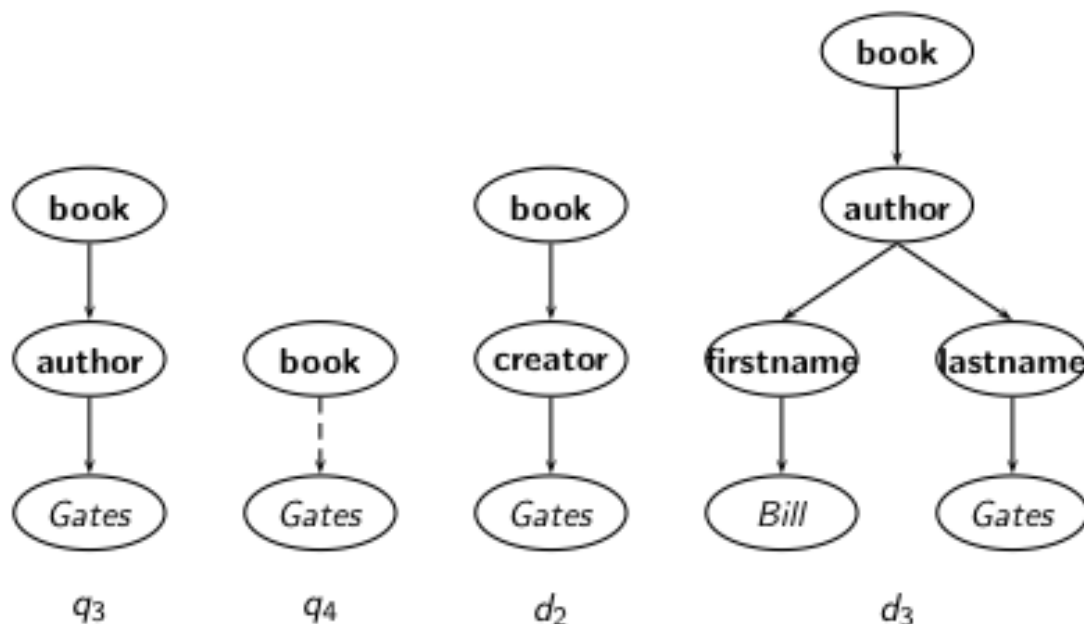 book
book book author
author book creator firstname lastname
Gates Gates Gates Bill Gates
q3 q4 d2 d3